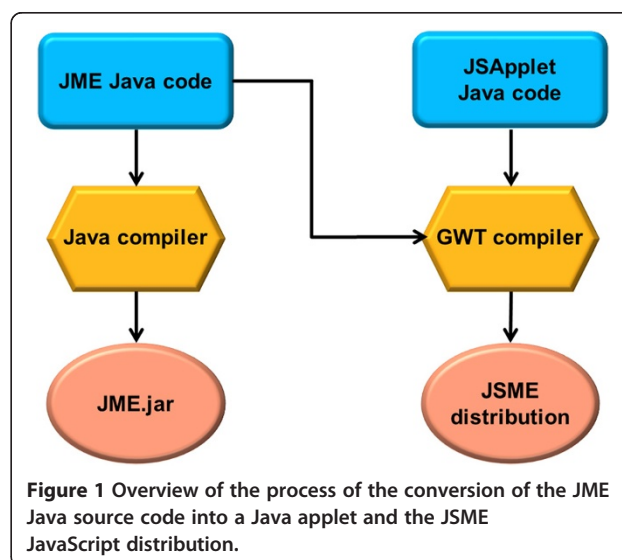 JME Java code
JSApplet
Java code
Java compiler
GWT compiler
JME.jar
JSME
distribution
Figure 1 Overview of the process of the conversion of the JME
Java source code into a Java applet and the JSME
JavaScript distribution.